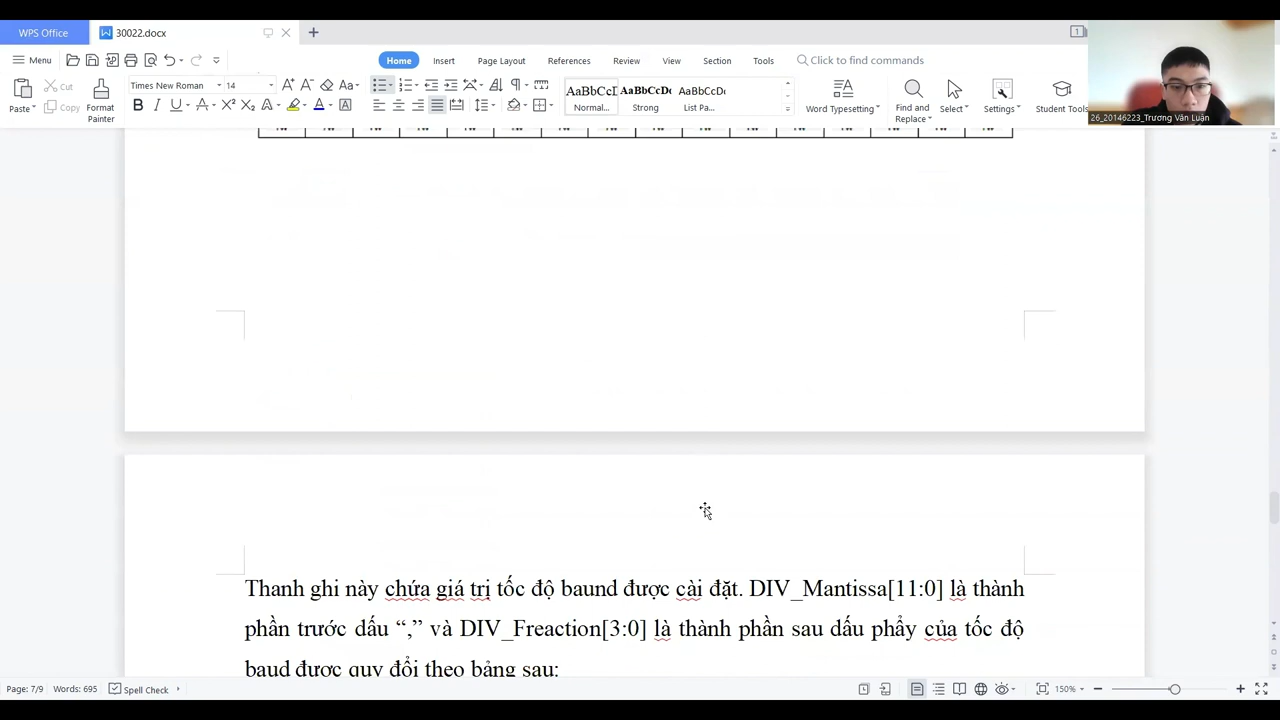 WPS Office
30022.docx
Menu
Home
Insert
Page Layout
References
Review
View
Section
Tools
Click to find commands
Paste
Cut
Copy
Format
Painter
Times New Roman
14
AaBbCcD
Normal...
AaBbCcDc
Strong
AaBbCcDc
List Pa...
Word Typesetting
Find and
Replace
Select
Settings
Student Tools
26_20146223_Trương Văn Luận
Thanh ghi này chứa giá trị tốc độ baund được cài đặt. DIV_Mantissa[11:0] là thành
phần trước dấu “,” và DIV_Freaction[3:0] là thành phần sau dấu phẩy của tốc độ
baud được quy đổi theo bảng sau:
Page: 7/9
Words: 695
Spell Check
150%